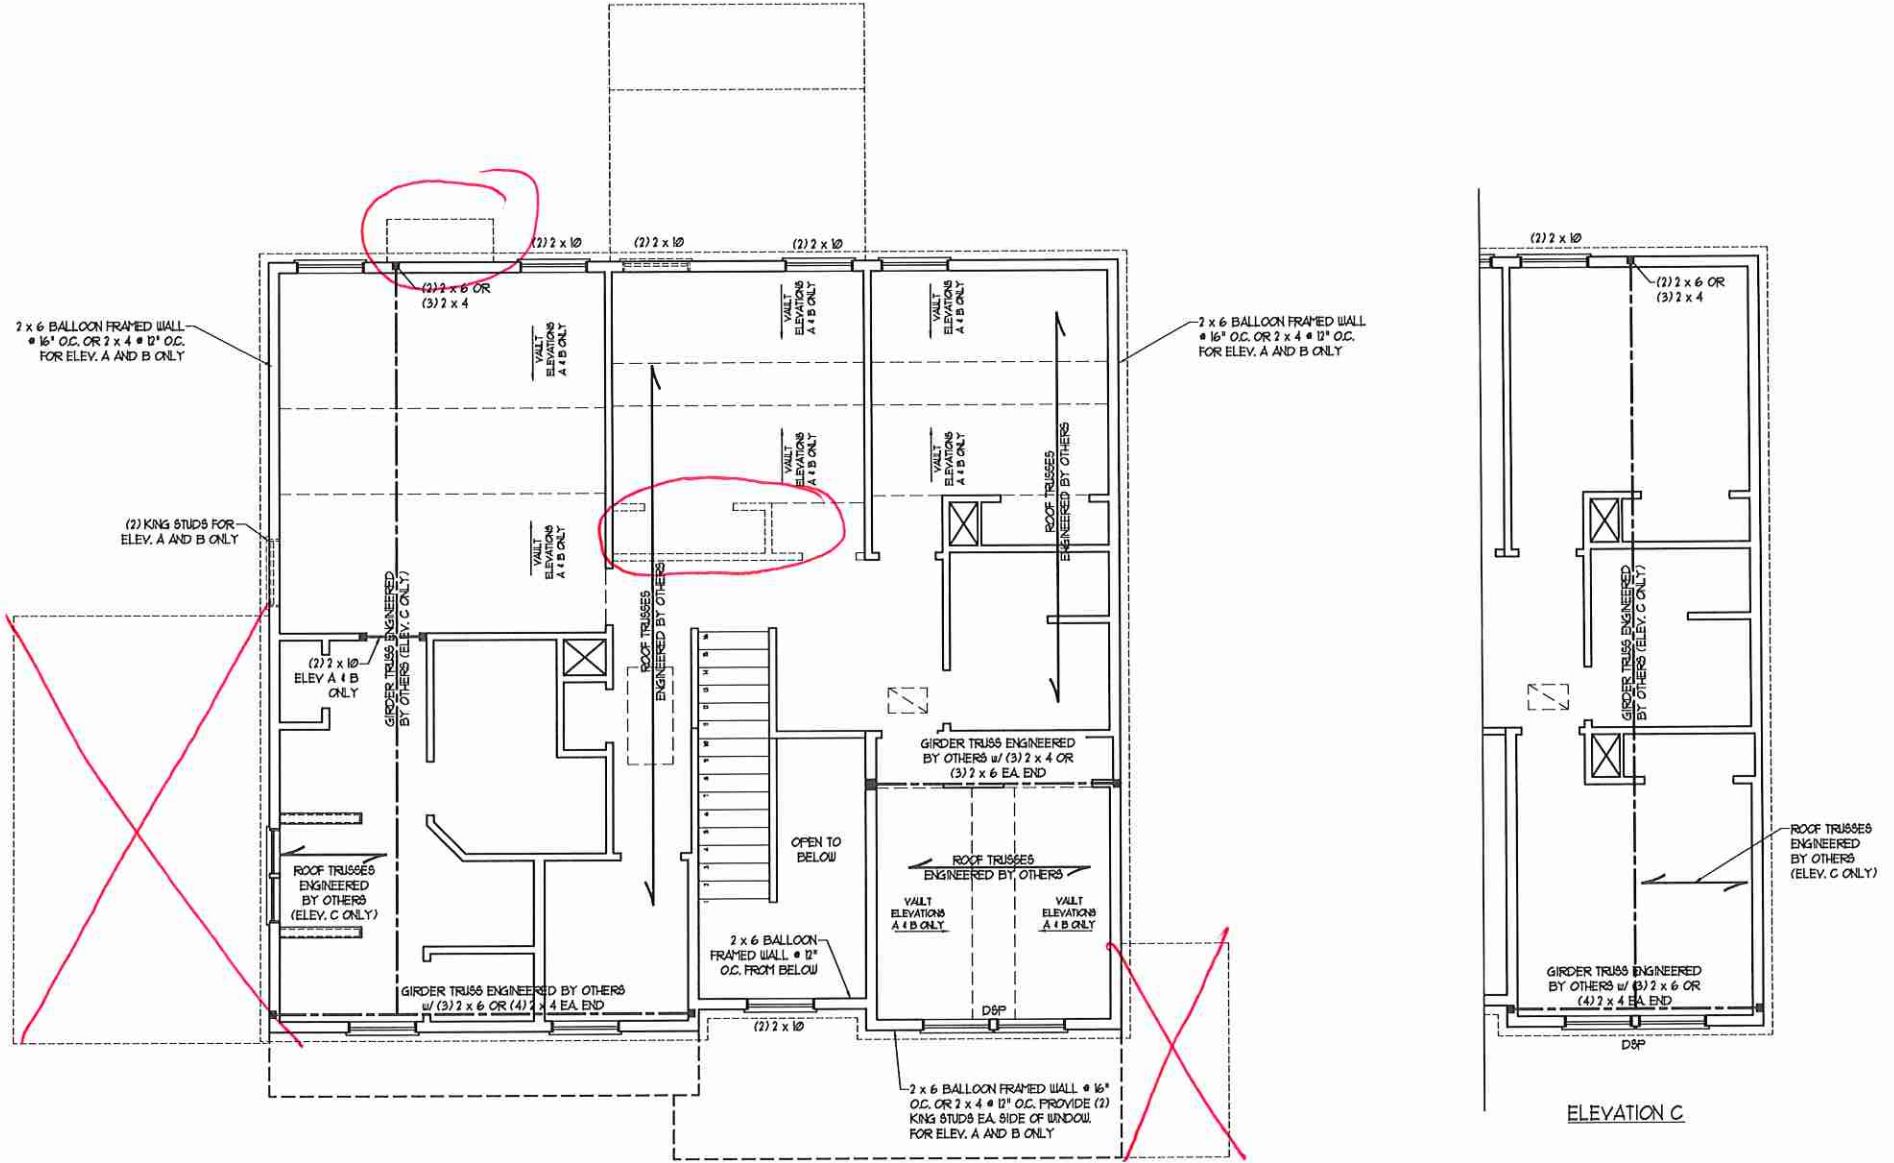 (2) 2 x 10
(2) 2 x 10
(2) 2 x 10
(2) 2 x 6 OR
(3) 2 x 4
2 x 6 BALLOON FRAMED WALL
@ 16" O.C. OR 2 x 4 @ 12" O.C.
FOR ELEV. A AND B ONLY
VAULT
ELEVATIONS
A & B ONLY
VAULT
ELEVATIONS
A & B ONLY
VAULT
ELEVATIONS
A & B ONLY
2 x 6 BALLOON FRAMED WALL
@ 16" O.C. OR 2 x 4 @ 12" O.C.
FOR ELEV. A AND B ONLY
VAULT
ELEVATIONS
A & B ONLY
VAULT
ELEVATIONS
A & B ONLY
ROOF TRUSSES
ENGINEERED BY OTHERS
(2) KING STUDS FOR
ELEV. A AND B ONLY
VAULT
ELEVATIONS
A & B ONLY
GIRDER TRUSS ENGINEERED
BY OTHERS (ELEV. C ONLY)
ROOF TRUSSES
ENGINEERED BY OTHERS
(2) 2 x 10
ELEV A & B
ONLY
GIRDER TRUSS ENGINEERED
BY OTHERS w/ (3) 2 x 4 OR
(3) 2 x 6 EA. END
OPEN TO
BELOW
ROOF TRUSSES
ENGINEERED BY OTHERS
ROOF TRUSSES
ENGINEERED
BY OTHERS
(ELEV. C ONLY)
VAULT
ELEVATIONS
A & B ONLY
VAULT
ELEVATIONS
A & B ONLY
2 x 6 BALLOON
FRAMED WALL @ 12"
O.C. FROM BELOW
GIRDER TRUSS ENGINEERED BY OTHERS
w/ (3) 2 x 6 OR (4) 2 x 4 EA. END
DSP
(2) 2 x 10
2 x 6 BALLOON FRAMED WALL @ 16"
O.C. OR 2 x 4 @ 12" O.C. PROVIDE (2)
KING STUDS EA. SIDE OF WINDOW.
FOR ELEV. A AND B ONLY
(2) 2 x 10
(2) 2 x 6 OR
(3) 2 x 4
GIRDER TRUSS ENGINEERED
BY OTHERS (ELEV. C ONLY)
ROOF TRUSSES
ENGINEERED
BY OTHERS
(ELEV. C ONLY)
GIRDER TRUSS ENGINEERED
BY OTHERS w/ (3) 2 x 6 OR
(4) 2 x 4 EA. END
DSP
ELEVATION C